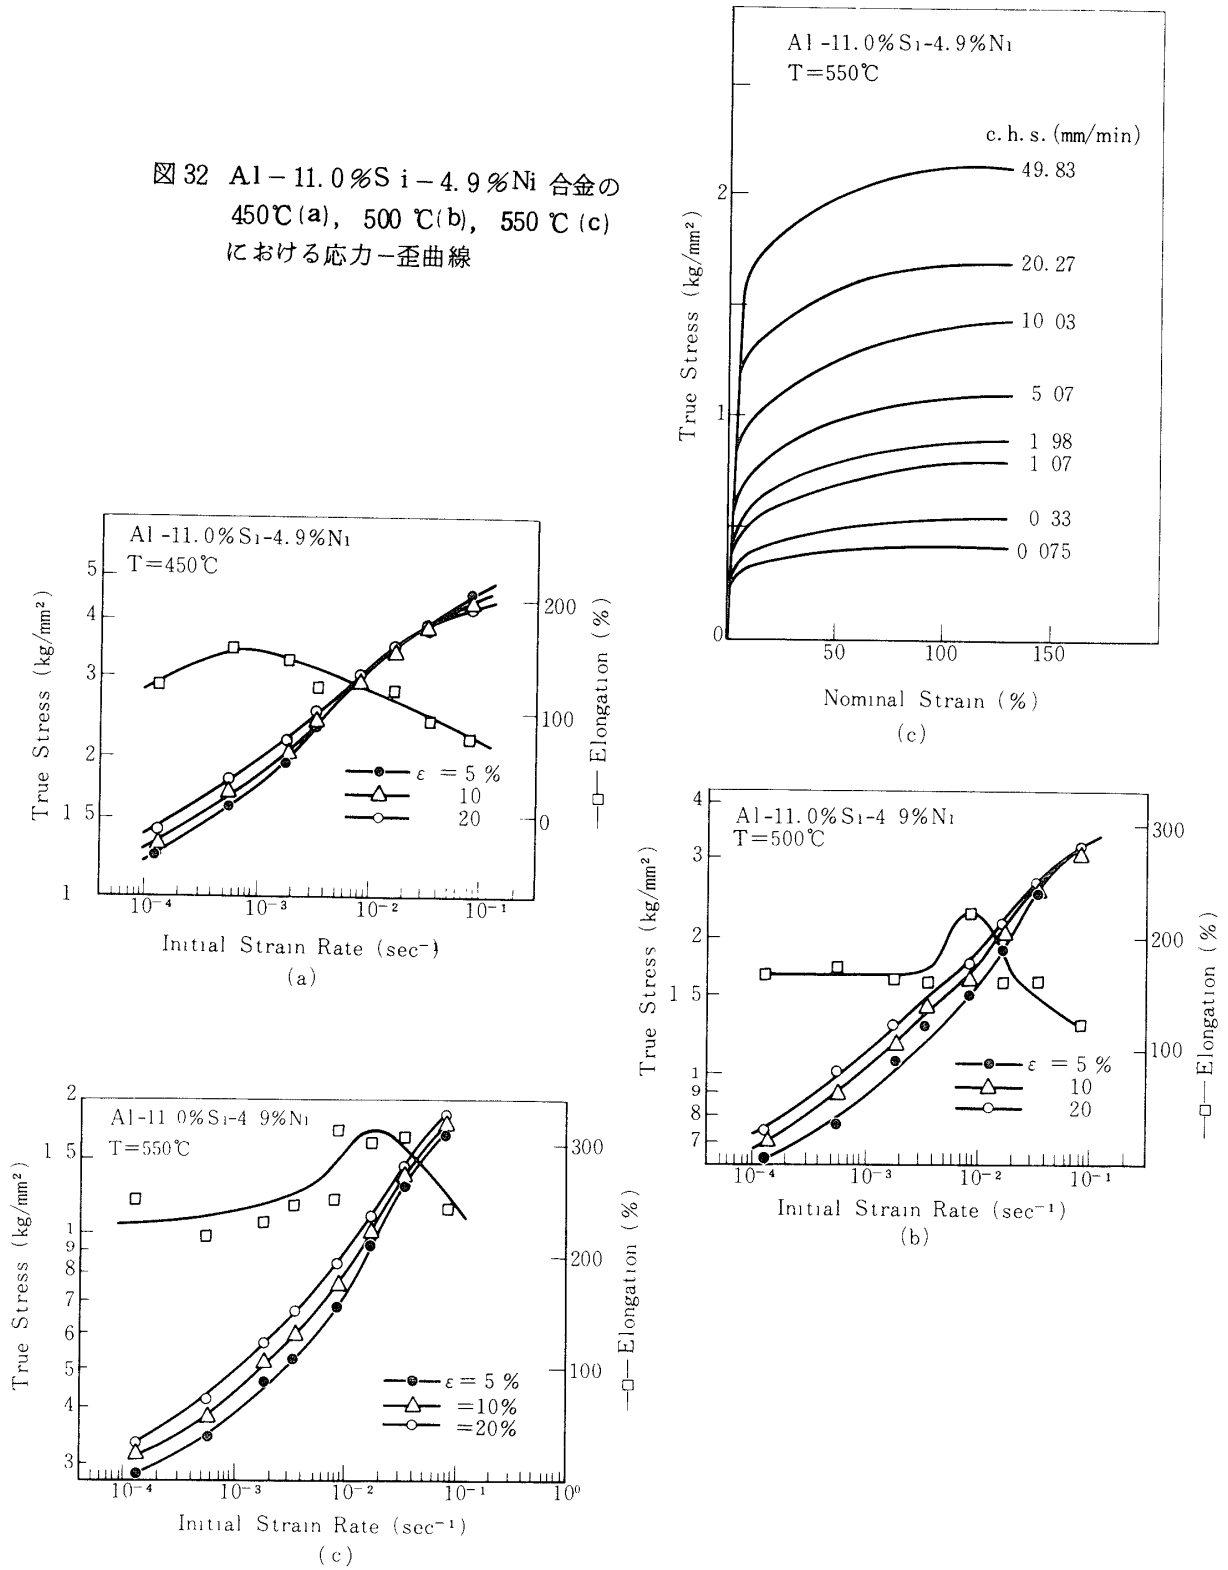 図32 Al-11.0%Si-4.9%Ni 合金の
450℃(a), 500℃(b), 550℃(c)
における応力-歪曲線
Al-11.0%Si-4.9%Ni
T=550℃
c.h.s.(mm/min)
49.83
20.27
10 03
5 07
1 98
1 07
0 33
0 075
True Stress (kg/mm²)
2
1
0
50 100 150
Nominal Strain (%)
(c)
Al-11.0%Si-4.9%Ni
T=450℃
True Stress (kg/mm²)
5
4
3
2
1 5
1
200
100
0
—□—Elongation (%)
ε = 5 %
10
20
10⁻⁴ 10⁻³ 10⁻² 10⁻¹
Initial Strain Rate (sec⁻)
(a)
Al-11.0%Si-4 9%Ni
T=500℃
True Stress (kg/mm²)
4
3
2
1 5
1
9
8
7
300
200
100
—□—Elongation (%)
ε = 5 %
10
20
10⁻⁴ 10⁻³ 10⁻² 10⁻¹
Initial Strain Rate (sec⁻¹)
(b)
Al-11 0%Si-4 9%Ni
T=550℃
True Stress (kg/mm²)
2
1 5
1
9
8
7
6
5
4
3
300
200
100
—□—Elongation (%)
ε = 5 %
=10%
=20%
10⁻⁴ 10⁻³ 10⁻² 10⁻¹ 10⁰
Initial Strain Rate (sec⁻¹)
(c)